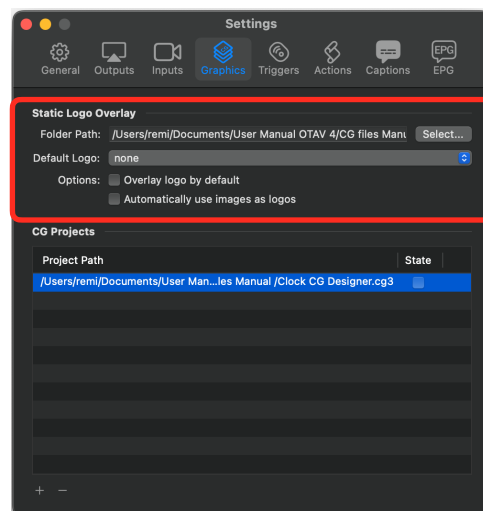 Settings
General Outputs Inputs Graphics Triggers Actions Captions EPG
EPG
Static Logo Overlay
Folder Path: /Users/remi/Documents/User Manual OTAV 4/CG files Manu Select...
Default Logo: none
Options: Overlay logo by default
Automatically use images as logos
CG Projects
Project Path State
/Users/remi/Documents/User Man...les Manual /Clock CG Designer.cg3
+ −